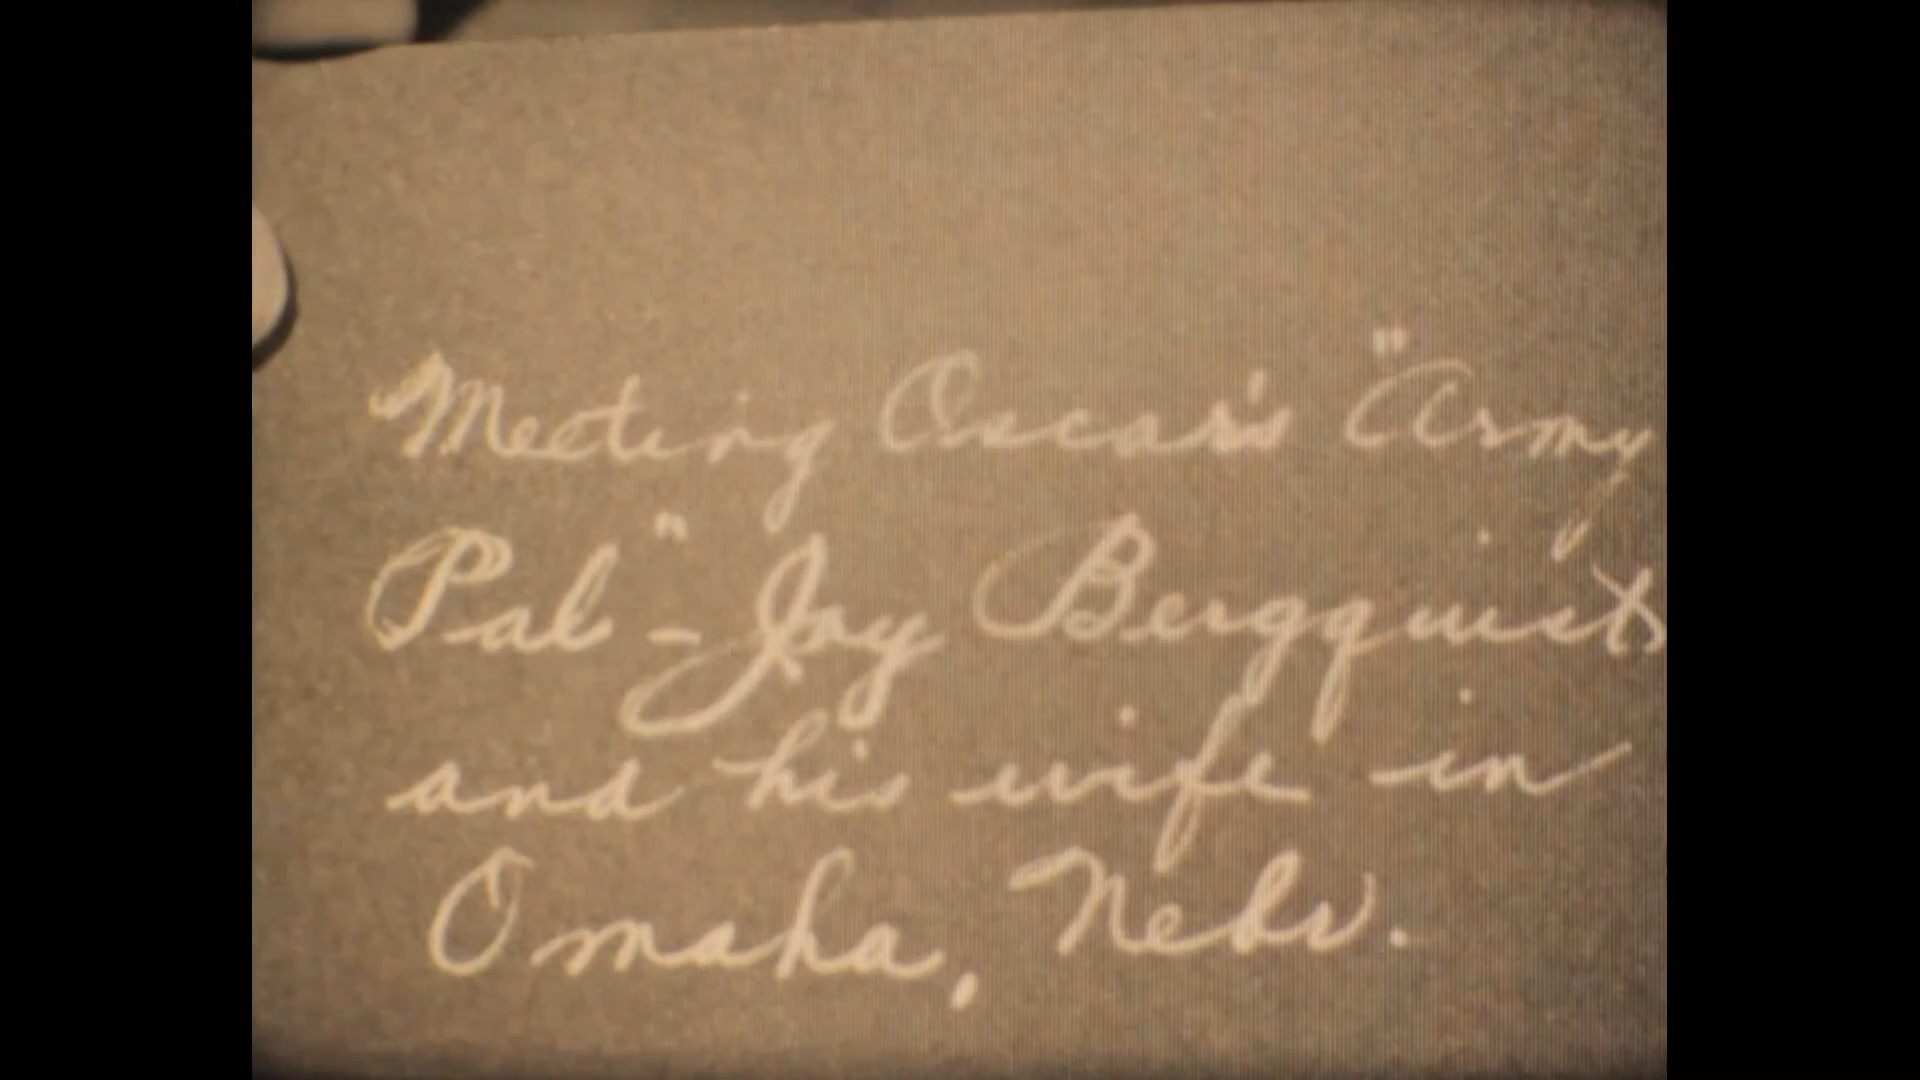 Meeting Oscar's "Army
Pal" - Jay Bergquist
and his wife in
Omaha, Nebr.